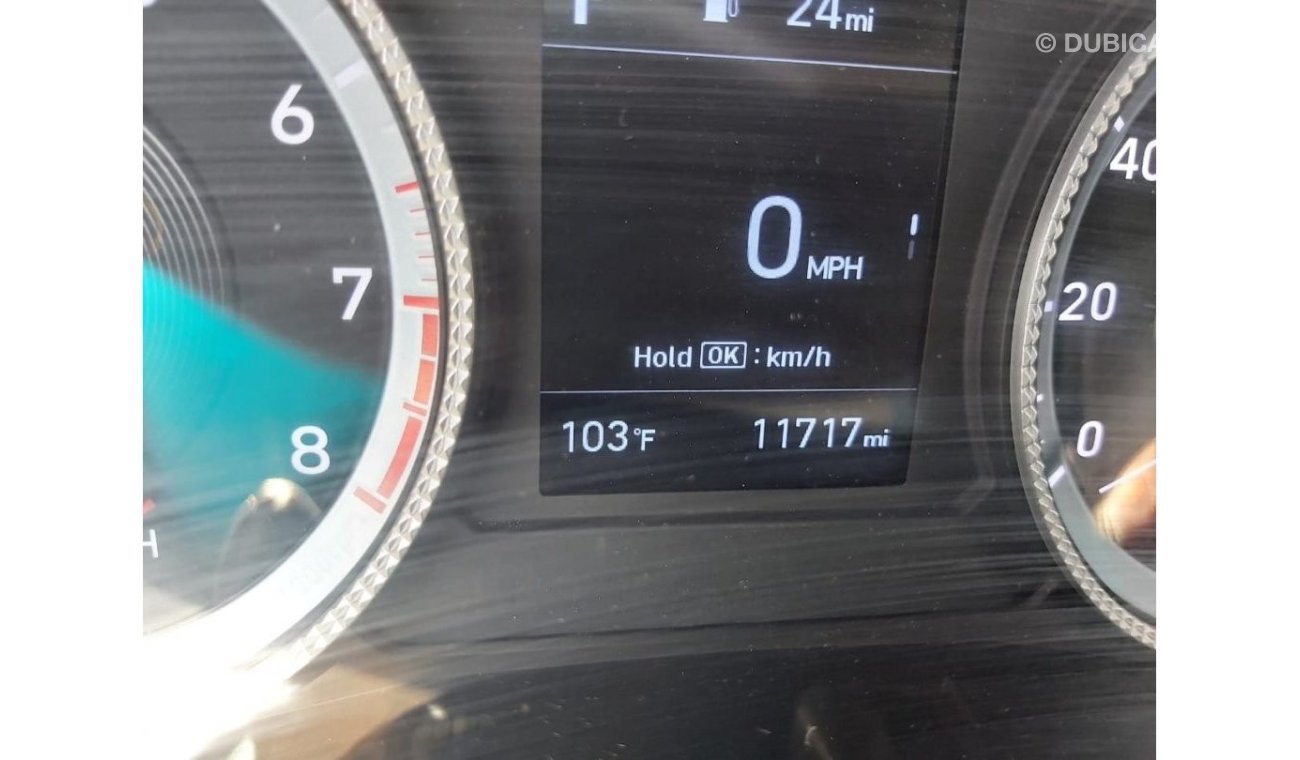 24mi
© DUBICA
6
40
0 MPH
7
20
Hold OK : km/h
103°F 11717mi
0
8
H